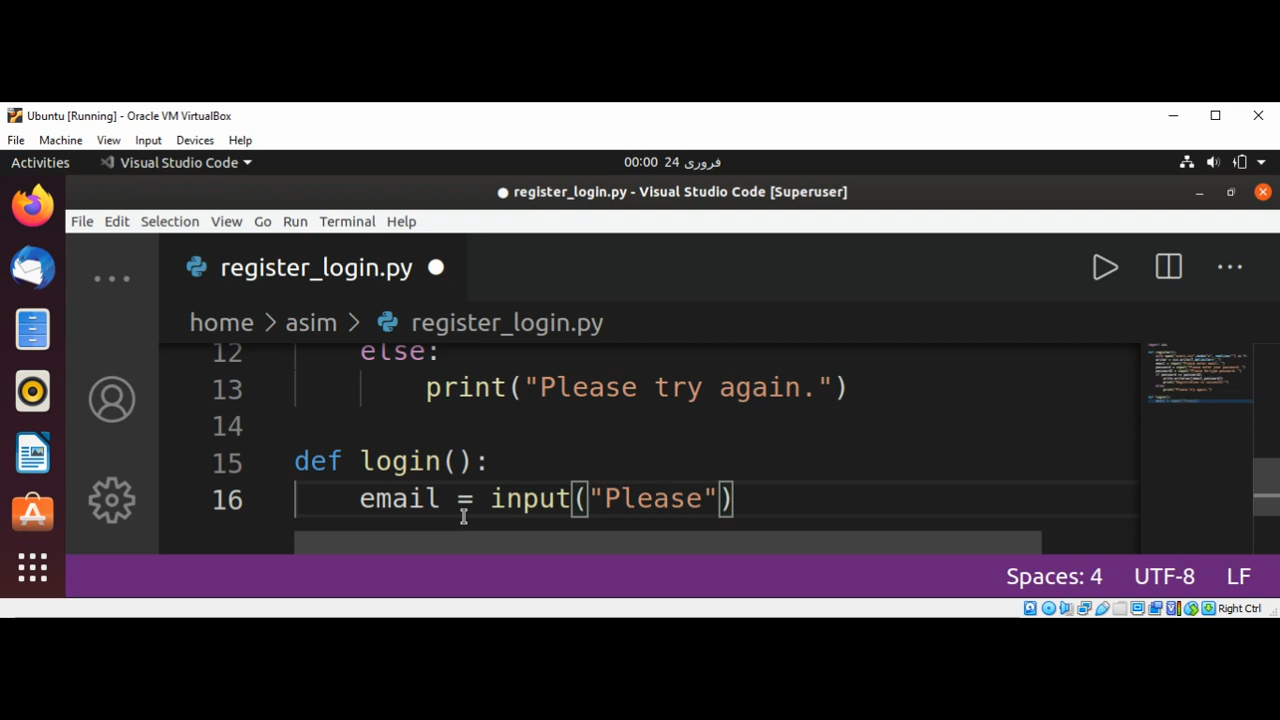 Ubuntu [Running] - Oracle VM VirtualBox
File Machine View Input Devices Help
Activities Visual Studio Code 00:00 24 فروری
register_login.py - Visual Studio Code [Superuser]
File Edit Selection View Go Run Terminal Help
register_login.py
home > asim > register_login.py
12 else:
13 print("Please try again.")
14
15 def login():
16 email = input("Please")
Spaces: 4 UTF-8 LF
Right Ctrl